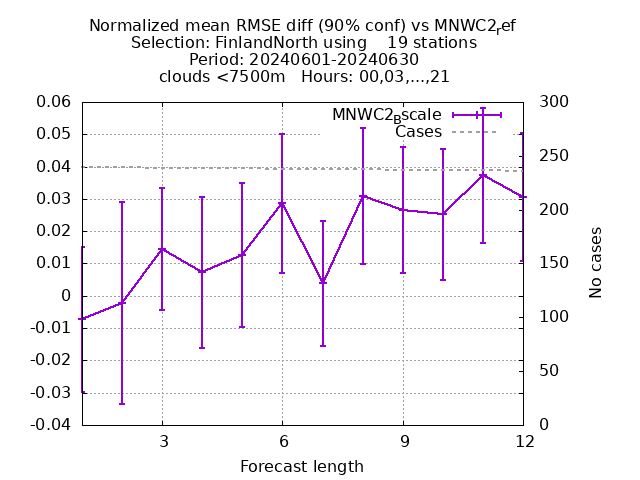 Normalized mean RMSE diff (90% conf) vs MNWC2ref
Selection: FinlandNorth using 19 stations
Period: 20240601-20240630
clouds <7500m Hours: 00,03,...,21
MNWC2Bscale
Cases
0.06
0.05
0.04
0.03
0.02
0.01
0
-0.01
-0.02
-0.03
-0.04
300
250
200
150
100
50
0
No cases
3 6 9 12
Forecast length